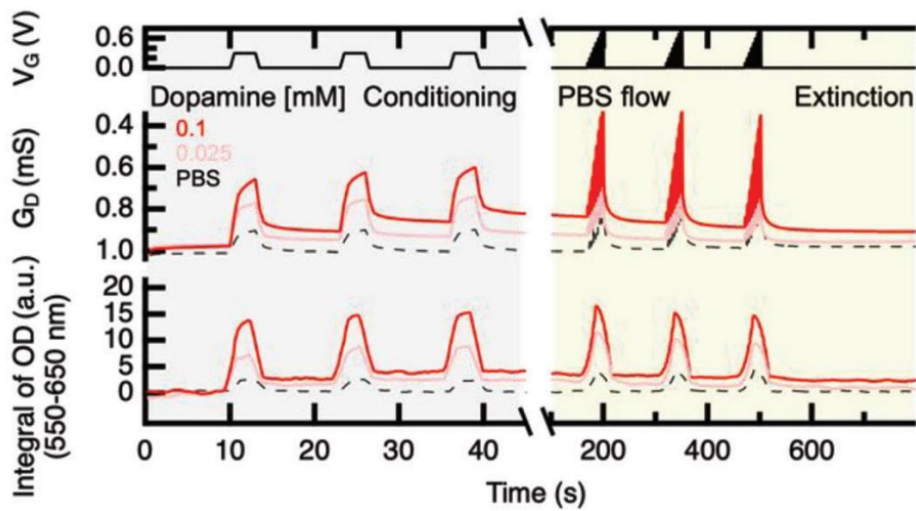 V_G (V)
0.6
0.0
Dopamine [mM] Conditioning
PBS flow Extinction
G_D (mS)
0.4
0.6
0.8
1.0
0.1
0.025
PBS
Integral of OD (a.u.)
(550-650 nm)
20
15
10
5
0
0 10 20 30 40 200 400 600
Time (s)